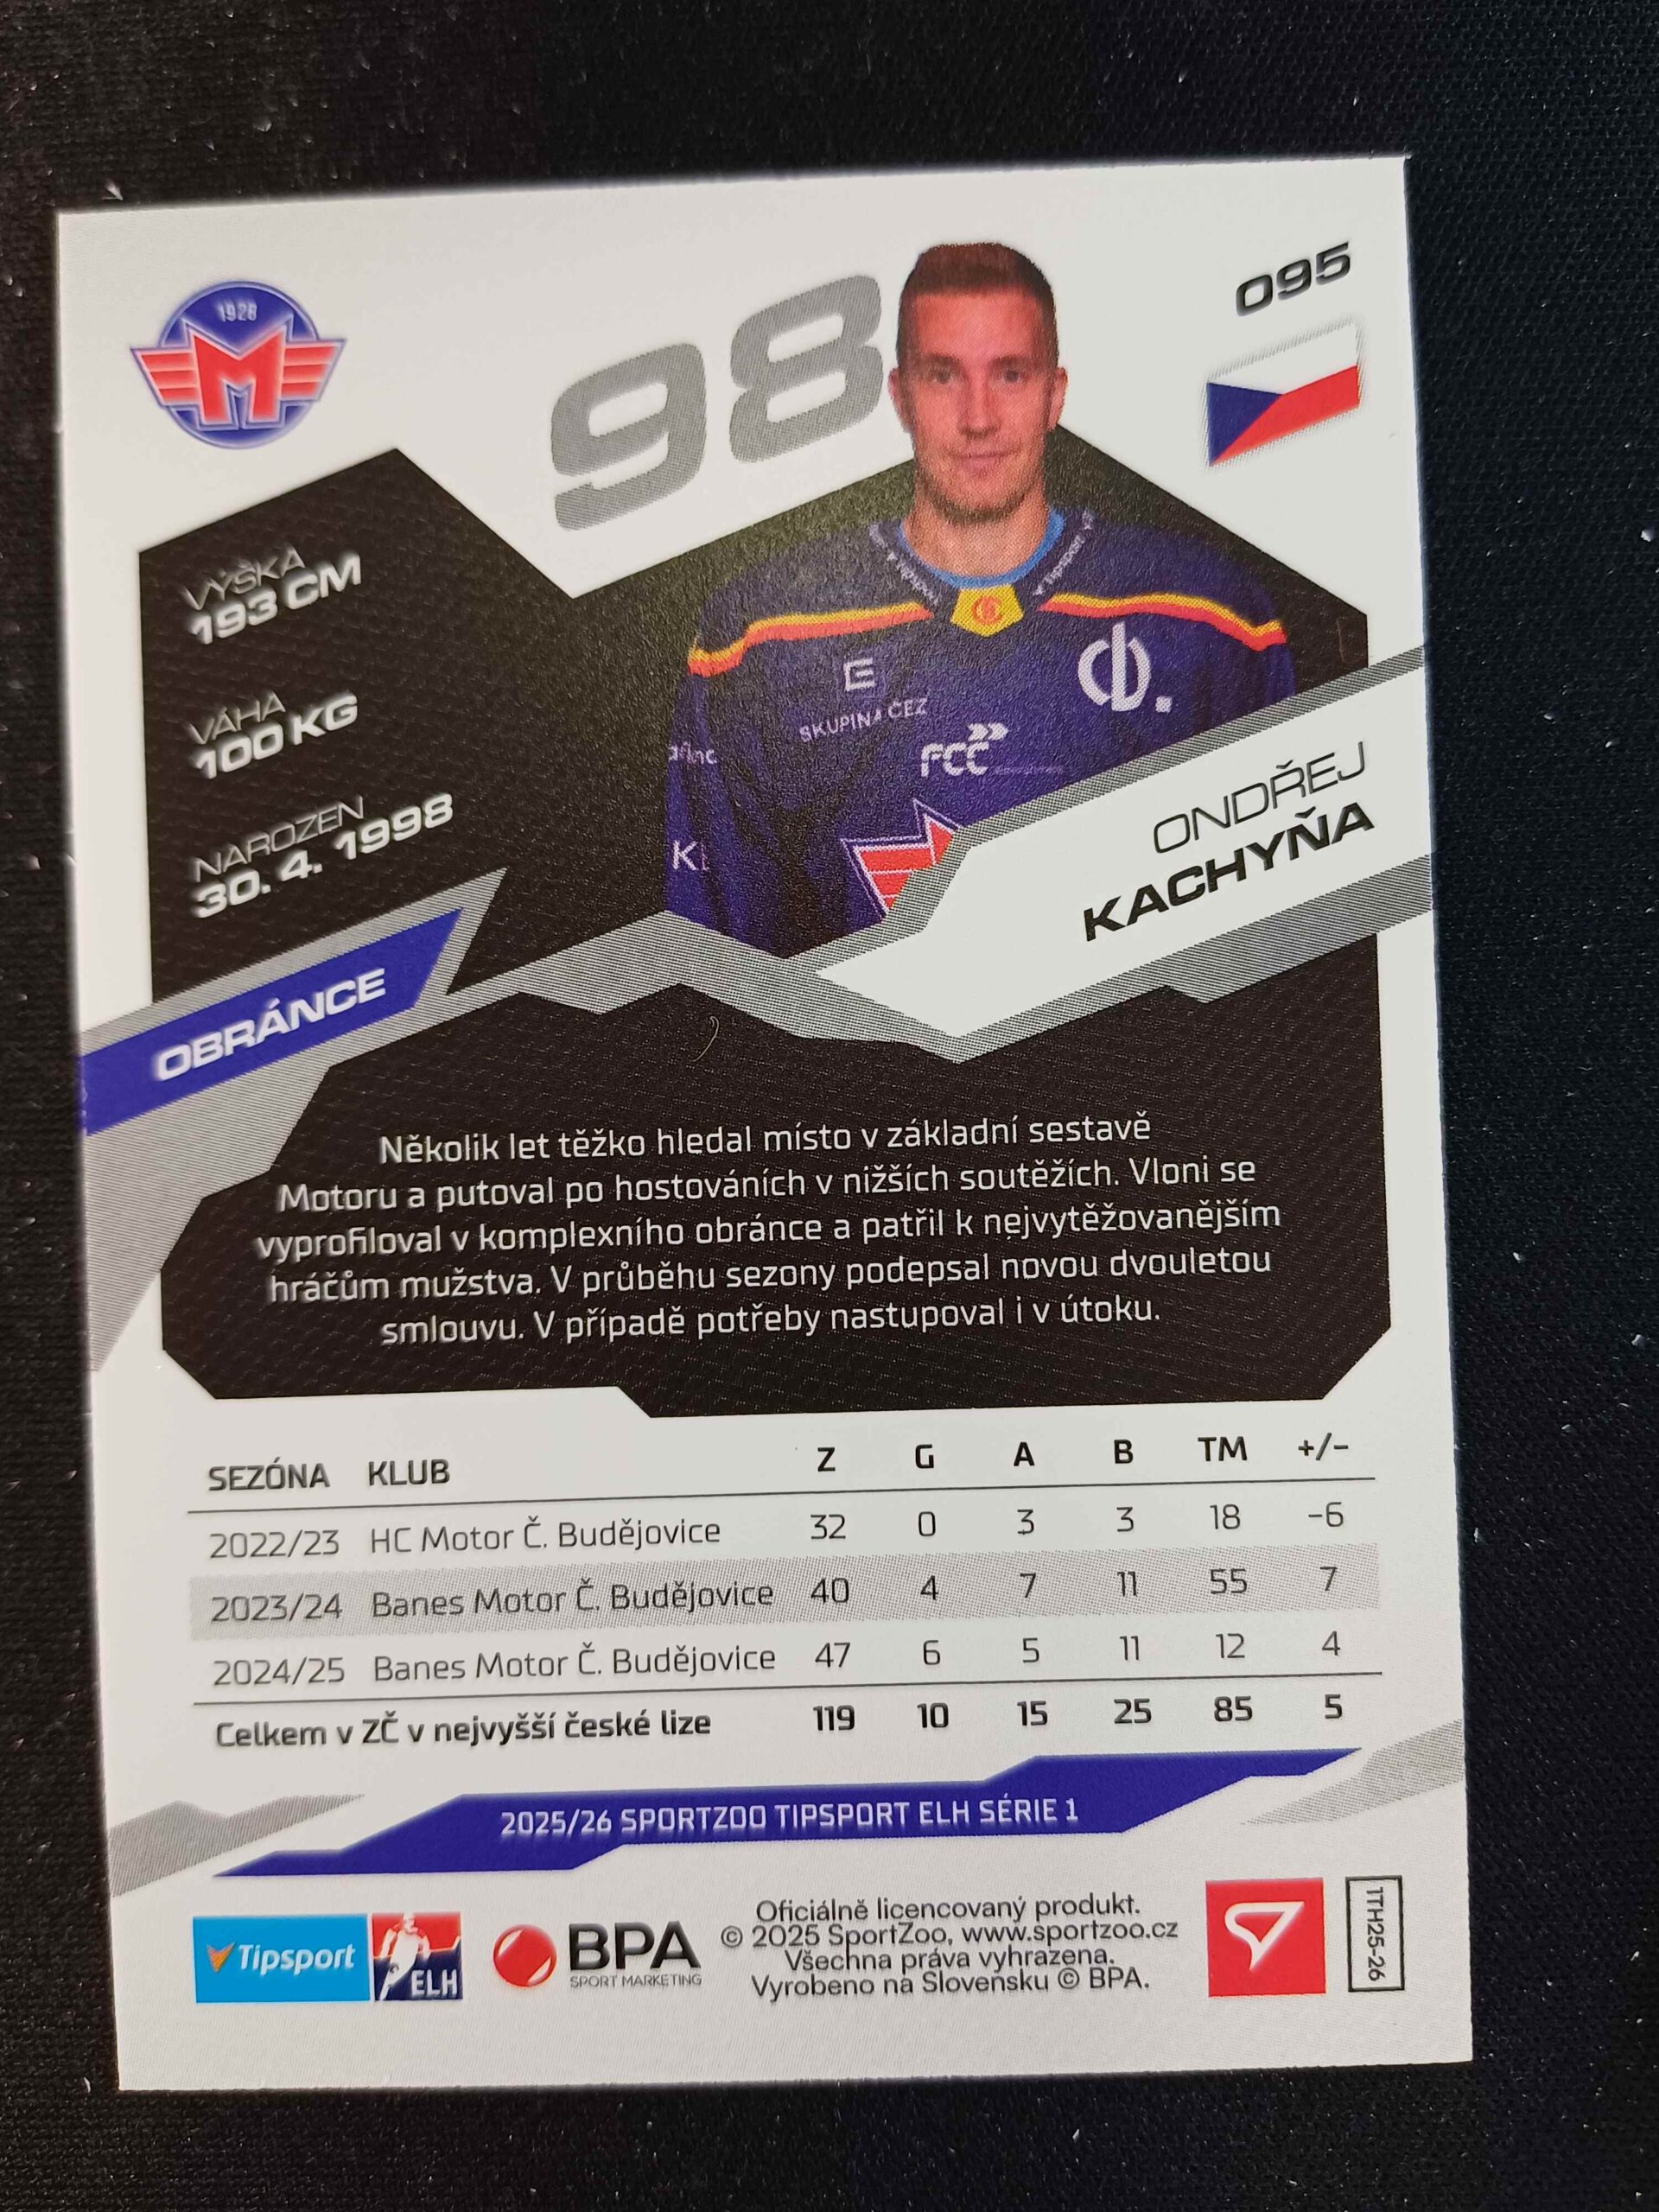 1928
98
095
VÝŠKA
193 CM
VÁHA
100 KG
NAROZEN
30. 4. 1998
SKUPINA ČEZ
FCC
ONDŘEJ
KACHYŇA
OBRÁNCE
Několik let těžko hledal místo v základní sestavě
Motoru a putoval po hostováních v nižších soutěžích. Vloni se
vyprofiloval v komplexního obránce a patřil k nejvytěžovanějším
hráčům mužstva. V průběhu sezony podepsal novou dvouletou
smlouvu. V případě potřeby nastupoval i v útoku.
SEZÓNA KLUB Z G A B TM +/-
2022/23 HC Motor Č. Budějovice 32 0 3 3 18 -6
2023/24 Banes Motor Č. Budějovice 40 4 7 11 55 7
2024/25 Banes Motor Č. Budějovice 47 6 5 11 12 4
Celkem v ZČ v nejvyšší české lize 119 10 15 25 85 5
2025/26 SPORTZOO TIPSPORT ELH SÉRIE 1
Tipsport ELH
BPA
SPORT MARKETING
Oficiálně licencovaný produkt.
© 2025 SportZoo, www.sportzoo.cz
Všechna práva vyhrazena.
Vyrobeno na Slovensku © BPA.
1TH25-26